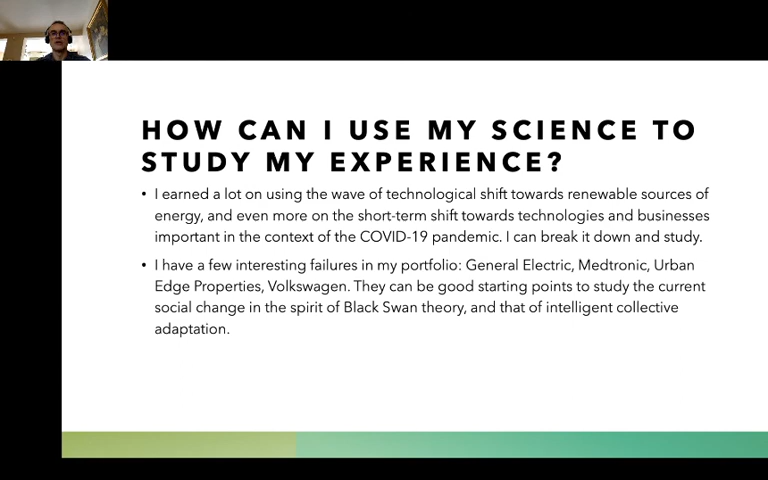 HOW CAN I USE MY SCIENCE TO
STUDY MY EXPERIENCE?
• I earned a lot on using the wave of technological shift towards renewable sources of
energy, and even more on the short-term shift towards technologies and businesses
important in the context of the COVID-19 pandemic. I can break it down and study.
• I have a few interesting failures in my portfolio: General Electric, Medtronic, Urban
Edge Properties, Volkswagen. They can be good starting points to study the current
social change in the spirit of Black Swan theory, and that of intelligent collective
adaptation.